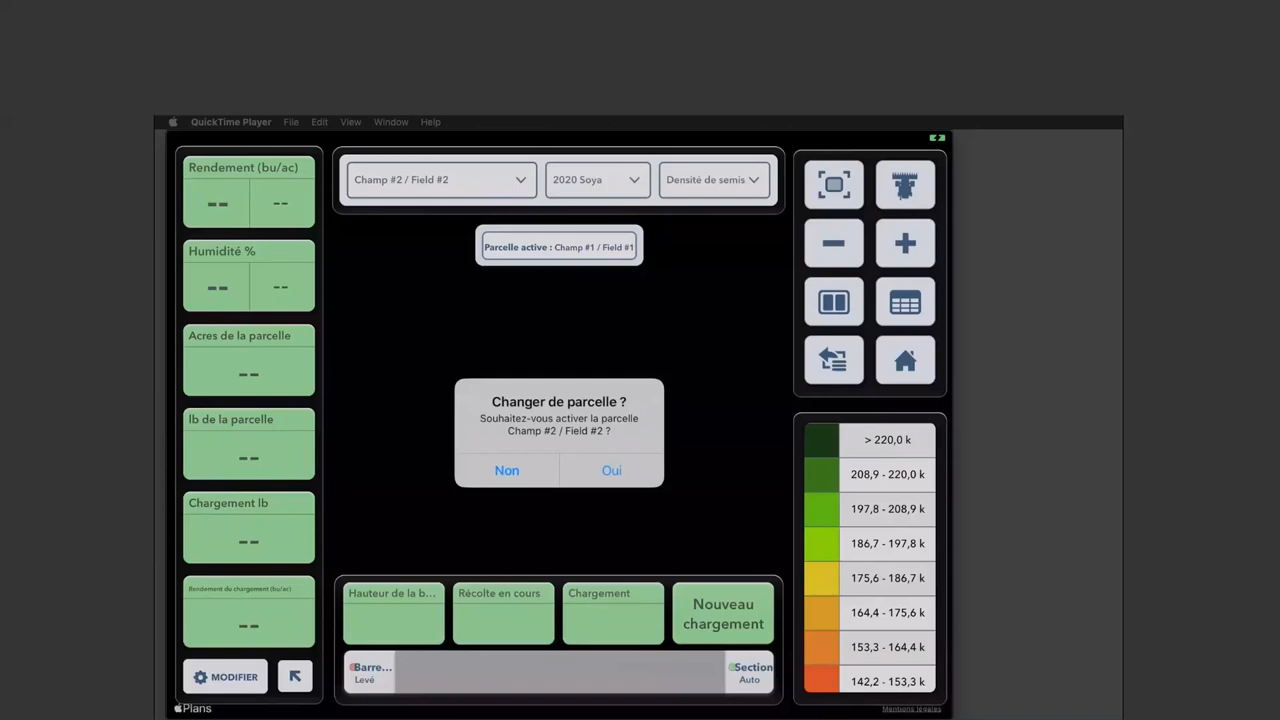 QuickTime Player File Edit View Window Help
Rendement (bu/ac)
-- --
Humidité %
-- --
Acres de la parcelle
--
lb de la parcelle
--
Chargement lb
--
Rendement du chargement (bu/ac)
--
MODIFIER
Plans
Champ #2 / Field #2
2020 Soya
Densité de semis
Parcelle active : Champ #1 / Field #1
Changer de parcelle ?
Souhaitez-vous activer la parcelle
Champ #2 / Field #2 ?
Non Oui
Hauteur de la b...
Récolte en cours
Chargement
Nouveau
chargement
Barre...
Levé
Section
Auto
> 220,0 k
208,9 - 220,0 k
197,8 - 208,9 k
186,7 - 197,8 k
175,6 - 186,7 k
164,4 - 175,6 k
153,3 - 164,4 k
142,2 - 153,3 k
Mentions légales